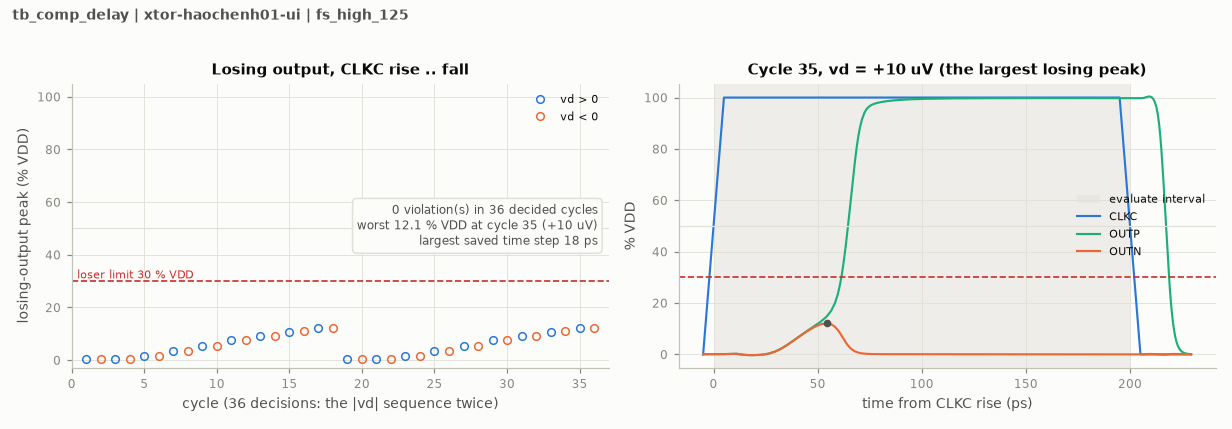 tb_comp_delay | xtor-haochenh01-ui | fs_high_125
Losing output, CLKC rise .. fall
losing-output peak (% VDD)
100
80
60
40
20
0
vd > 0
vd < 0
0 violation(s) in 36 decided cycles
worst 12.1 % VDD at cycle 35 (+10 uV)
largest saved time step 18 ps
loser limit 30 % VDD
0 5 10 15 20 25 30 35
cycle (36 decisions: the |vd| sequence twice)
Cycle 35, vd = +10 uV (the largest losing peak)
% VDD
100
80
60
40
20
0
evaluate interval
CLKC
OUTP
OUTN
0 50 100 150 200
time from CLKC rise (ps)